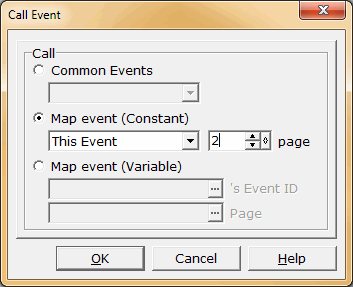 Call Event
Call
Common Events
Map event (Constant)
This Event 2 page
Map event (Variable)
... 's Event ID
... Page
OK Cancel Help